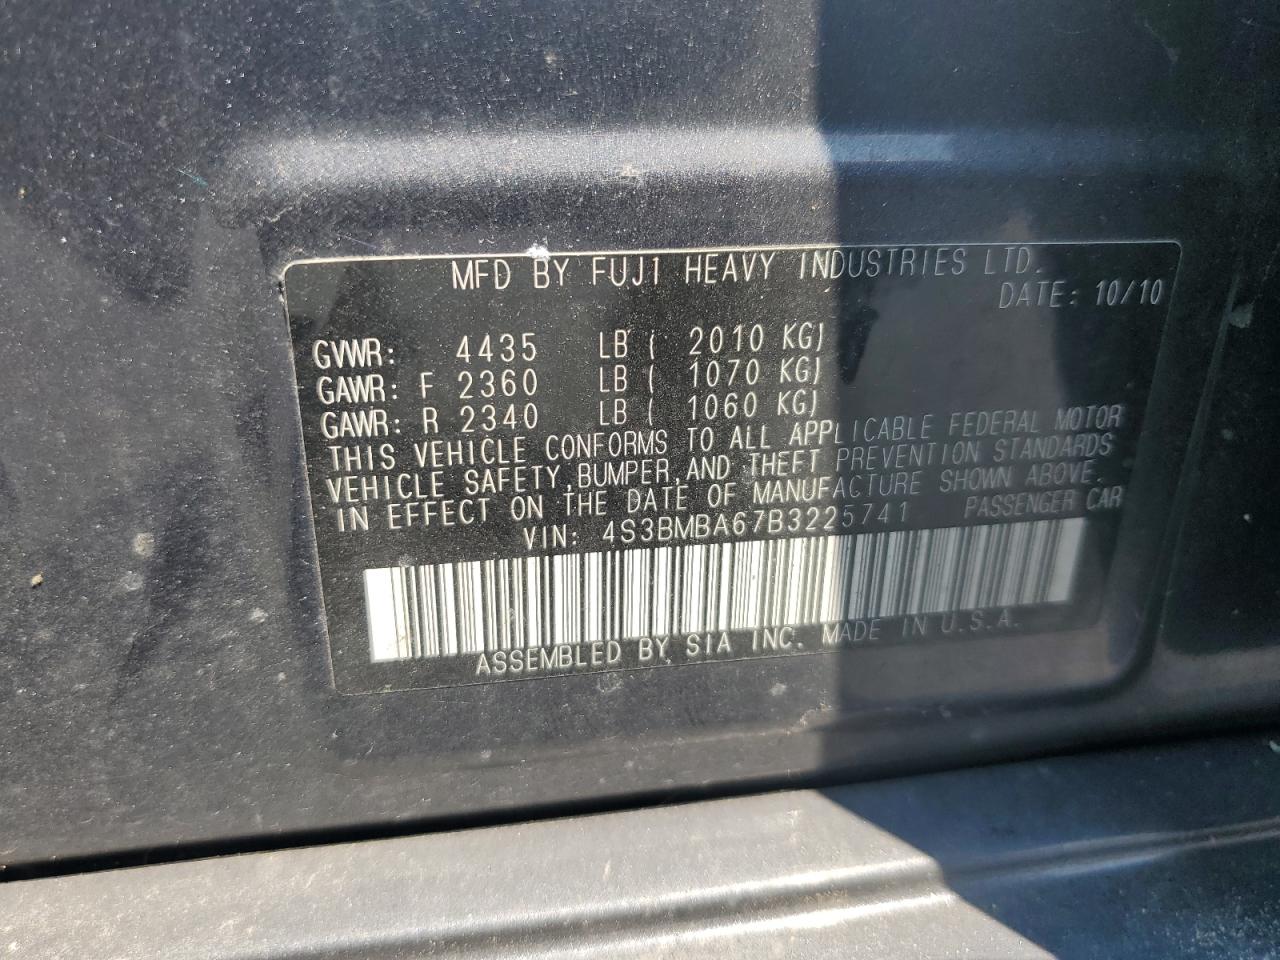 MFD BY FUJI HEAVY INDUSTRIES LTD.
DATE: 10/10
GVWR: 4435 LB ( 2010 KG)
GAWR: F 2360 LB ( 1070 KG)
GAWR: R 2340 LB ( 1060 KG)
THIS VEHICLE CONFORMS TO ALL APPLICABLE FEDERAL MOTOR
VEHICLE SAFETY,BUMPER,AND THEFT PREVENTION STANDARDS
IN EFFECT ON THE DATE OF MANUFACTURE SHOWN ABOVE.
VIN: 4S3BMBA67B3225741 PASSENGER CAR
ASSEMBLED BY SIA INC. MADE IN U.S.A.